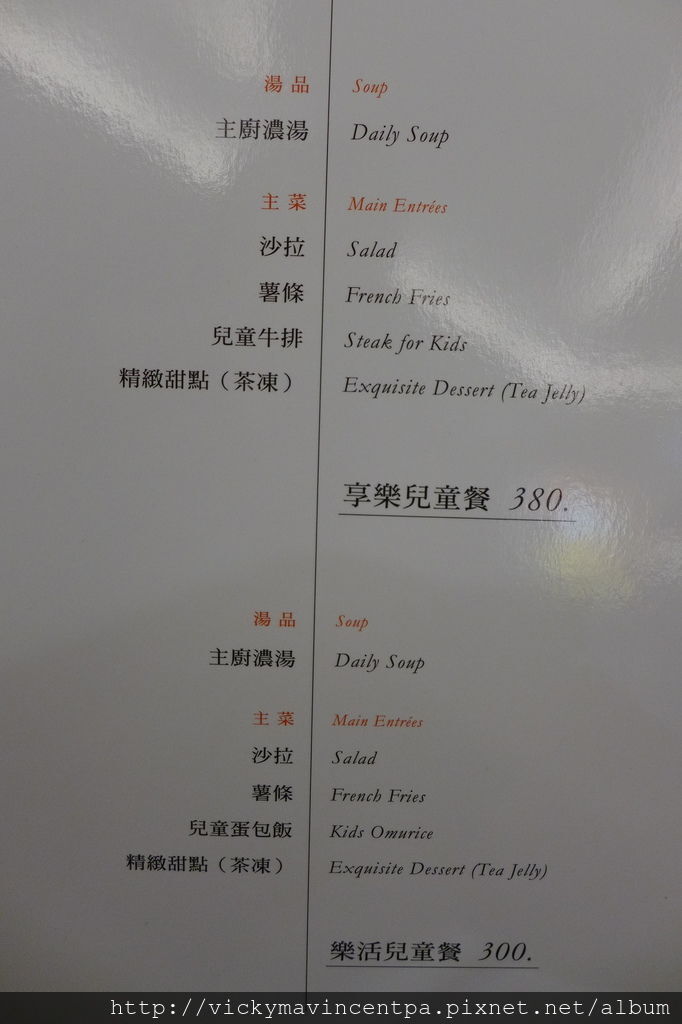 湯品 Soup
主廚濃湯 Daily Soup
主菜 Main Entrées
沙拉 Salad
薯條 French Fries
兒童牛排 Steak for Kids
精緻甜點（茶凍） Exquisite Dessert (Tea Jelly)
享樂兒童餐 380.
湯品 Soup
主廚濃湯 Daily Soup
主菜 Main Entrées
沙拉 Salad
薯條 French Fries
兒童蛋包飯 Kids Omurice
精緻甜點（茶凍） Exquisite Dessert (Tea Jelly)
樂活兒童餐 300.
http://vickymavincentpa.pixnet.net/album